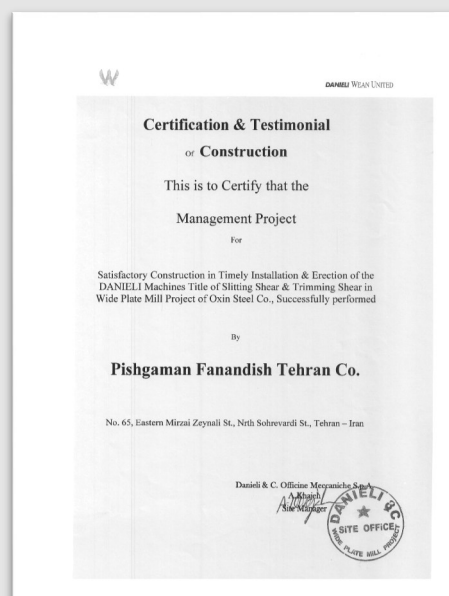 W
DANIELI WEAN UNITED
Certification & Testimonial
or Construction
This is to Certify that the
Management Project
For
Satisfactory Construction in Timely Installation & Erection of the
DANIELI Machines Title of Slitting Shear & Trimming Shear in
Wide Plate Mill Project of Oxin Steel Co., Successfully performed
By
Pishgaman Fanandish Tehran Co.
No. 65, Eastern Mirzai Zeynali St., Nrth Sohrevardi St., Tehran – Iran
Danieli & C. Officine Meccaniche S.p.A.
A.Khajeh
Site Manager
DANIELI & C
SITE OFFICE
WIDE PLATE MILL PROJECT